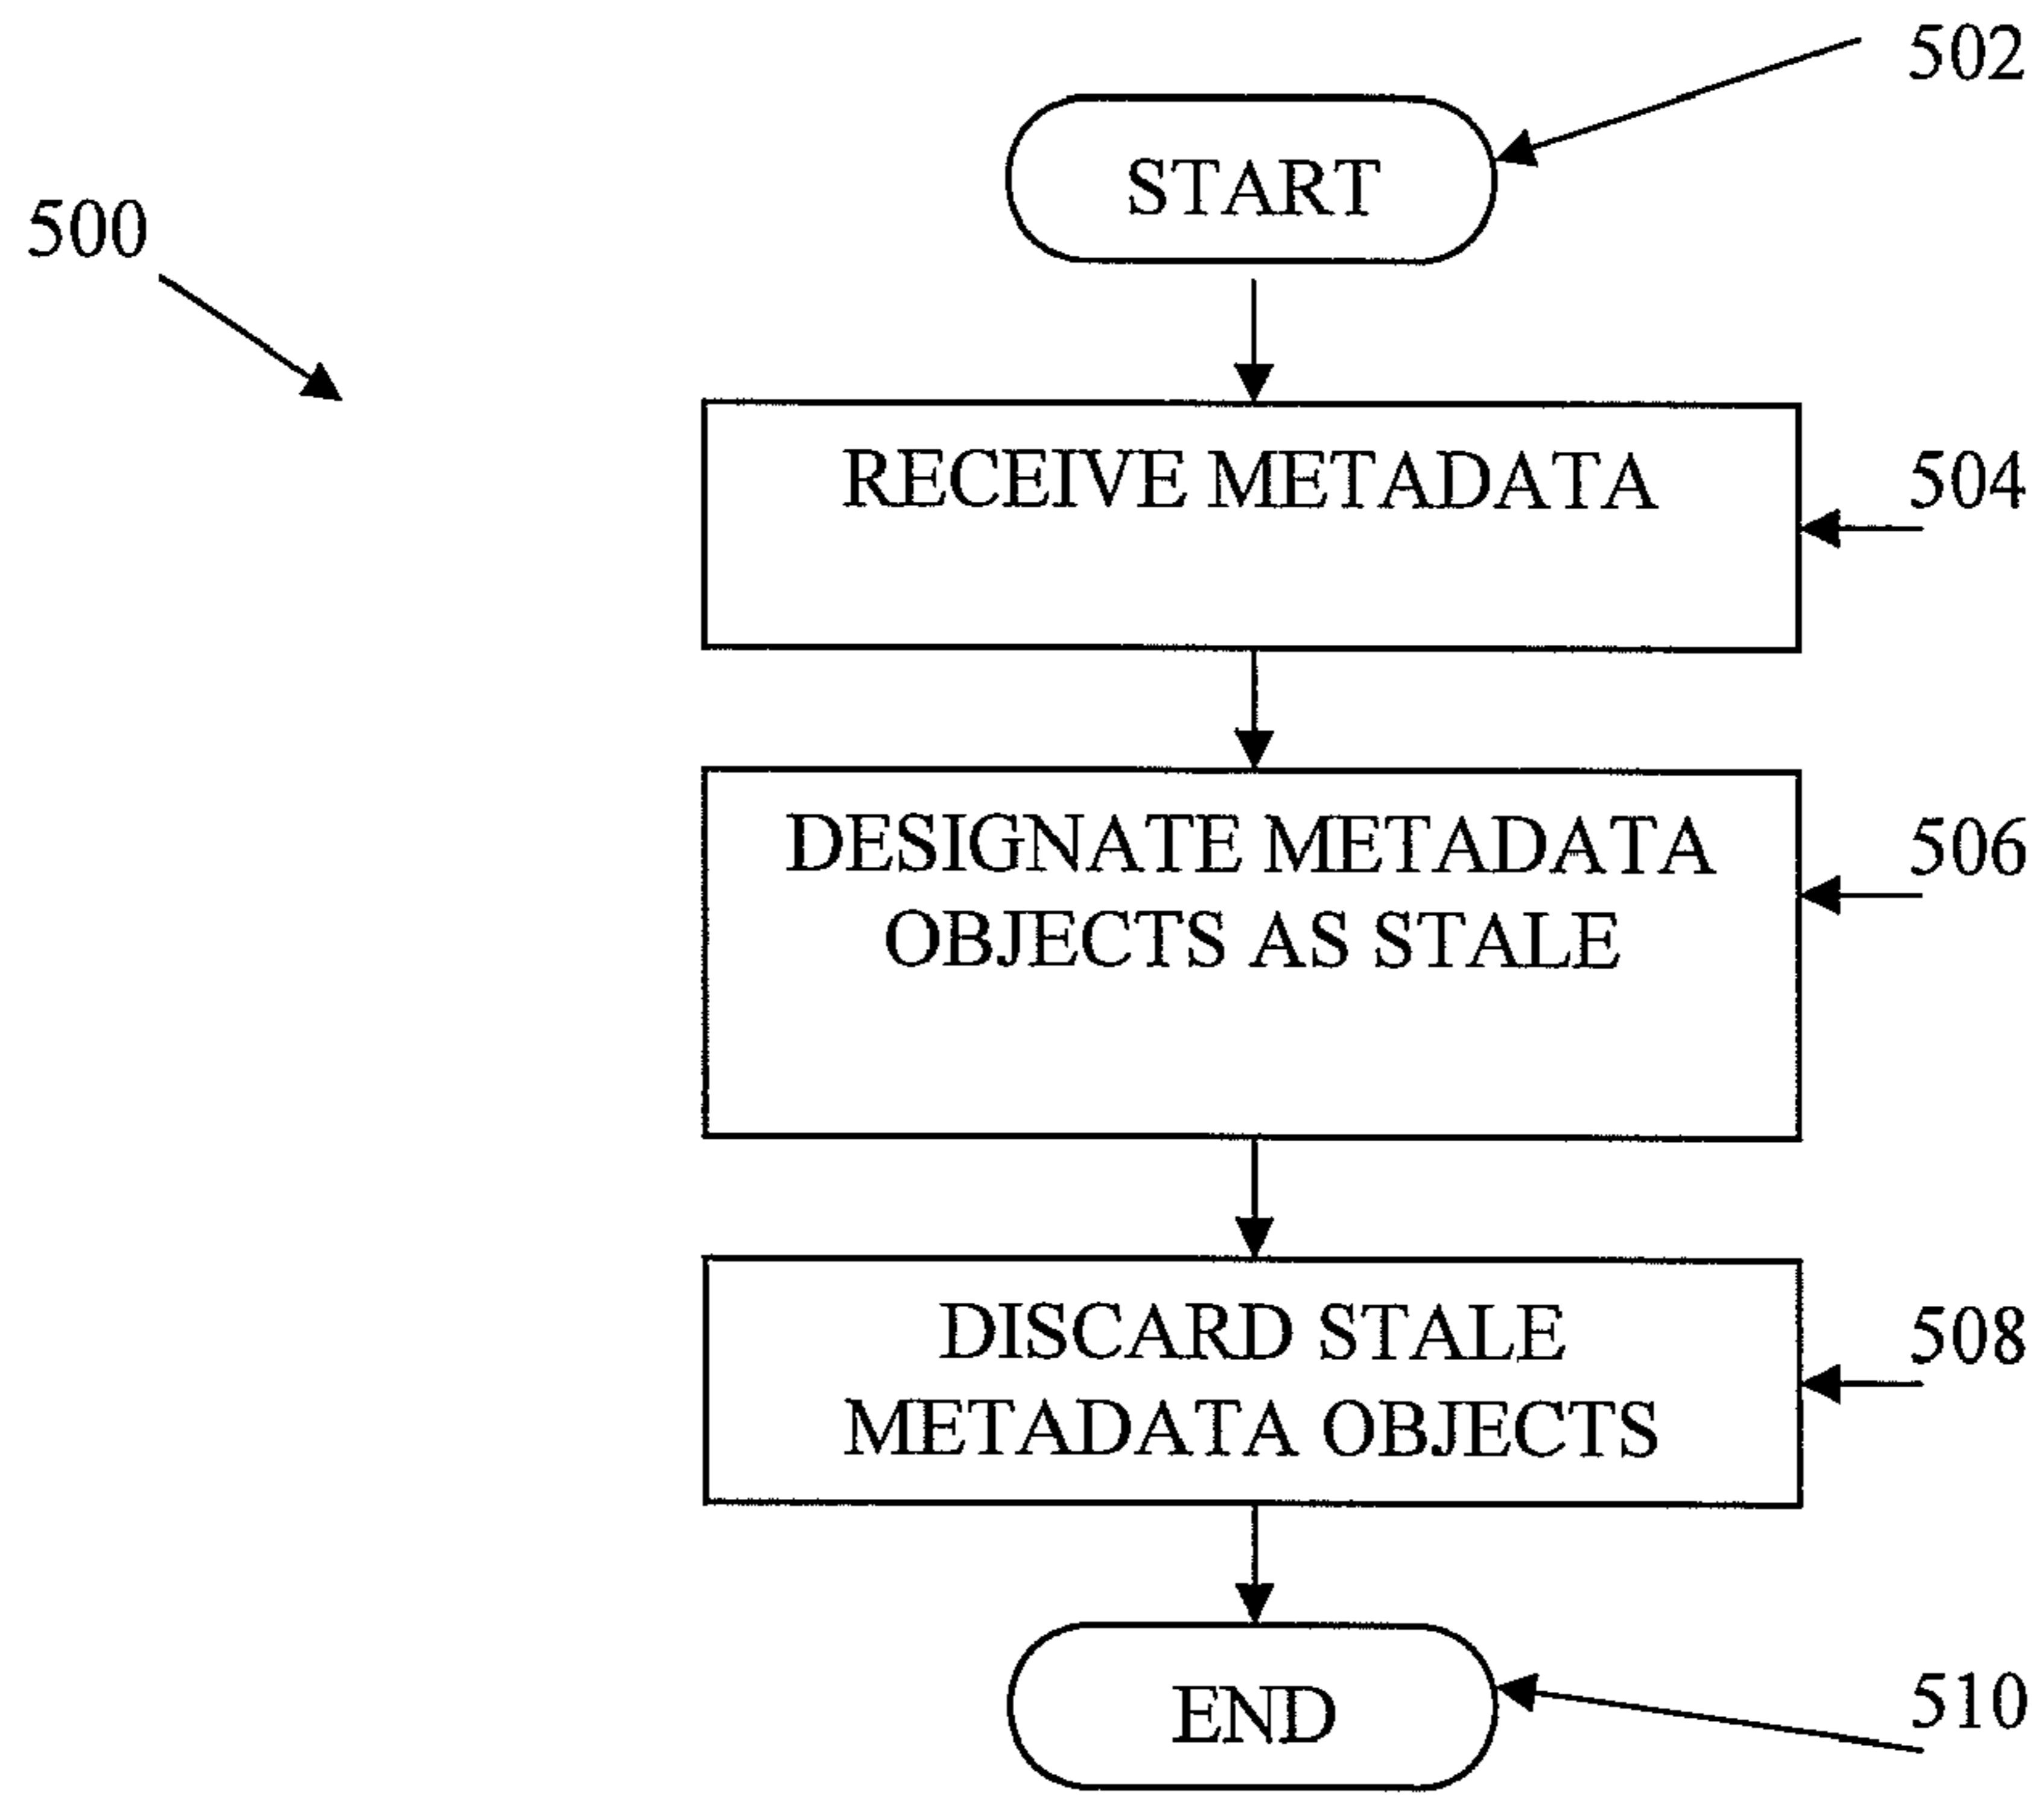 502
START
500
RECEIVE METADATA
504
DESIGNATE METADATA
OBJECTS AS STALE
506
DISCARD STALE
METADATA OBJECTS
508
END
510